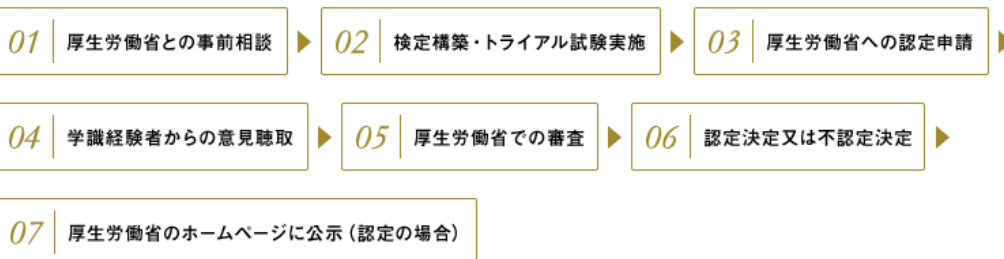 01 厚生労働省との事前相談
02 検定構築・トライアル試験実施
03 厚生労働省への認定申請
04 学識経験者からの意見聴取
05 厚生労働省での審査
06 認定決定又は不認定決定
07 厚生労働省のホームページに公示（認定の場合）